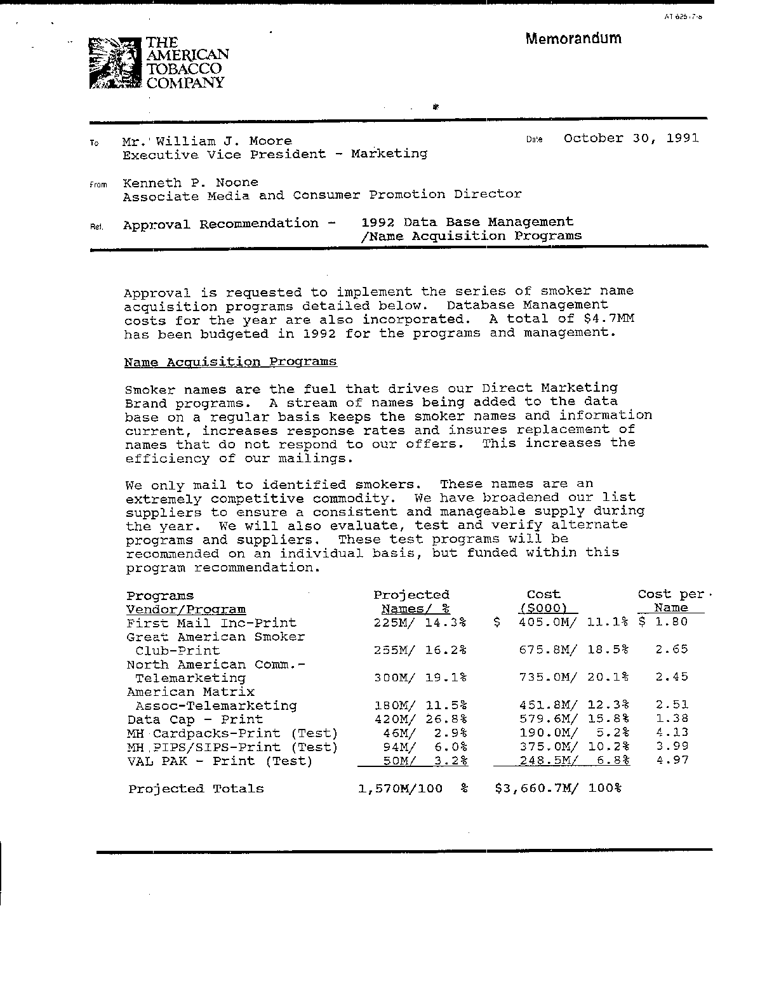 AT 62517-a
THE
AMERICAN
TOBACCO
COMPANY
Memorandum
To Mr. William J. Moore Date October 30, 1991
Executive Vice President - Marketing
From Kenneth P. Noone
Associate Media and Consumer Promotion Director
Ref. Approval Recommendation - 1992 Data Base Management
/Name Acquisition Programs
Approval is requested to implement the series of smoker name
acquisition programs detailed below. Database Management
costs for the year are also incorporated. A total of $4.7MM
has been budgeted in 1992 for the programs and management.
Name Acquisition Programs
Smoker names are the fuel that drives our Direct Marketing
Brand programs. A stream of names being added to the data
base on a regular basis keeps the smoker names and information
current, increases response rates and insures replacement of
names that do not respond to our offers. This increases the
efficiency of our mailings.
We only mail to identified smokers. These names are an
extremely competitive commodity. We have broadened our list
suppliers to ensure a consistent and manageable supply during
the year. We will also evaluate, test and verify alternate
programs and suppliers. These test programs will be
recommended on an individual basis, but funded within this
program recommendation.
Programs Projected Cost Cost per
Vendor/Program Names/ % ($000) Name
First Mail Inc-Print 225M/ 14.3% $ 405.0M/ 11.1% $ 1.80
Great American Smoker
Club-Print 255M/ 16.2% 675.8M/ 18.5% 2.65
North American Comm.-
Telemarketing 300M/ 19.1% 735.0M/ 20.1% 2.45
American Matrix
Assoc-Telemarketing 180M/ 11.5% 451.8M/ 12.3% 2.51
Data Cap - Print 420M/ 26.8% 579.6M/ 15.8% 1.38
MH Cardpacks-Print (Test) 46M/ 2.9% 190.0M/ 5.2% 4.13
MH PIPS/SIPS-Print (Test) 94M/ 6.0% 375.0M/ 10.2% 3.99
VAL PAK - Print (Test) 50M/ 3.2% 248.5M/ 6.8% 4.97
Projected Totals 1,570M/100 % $3,660.7M/ 100%